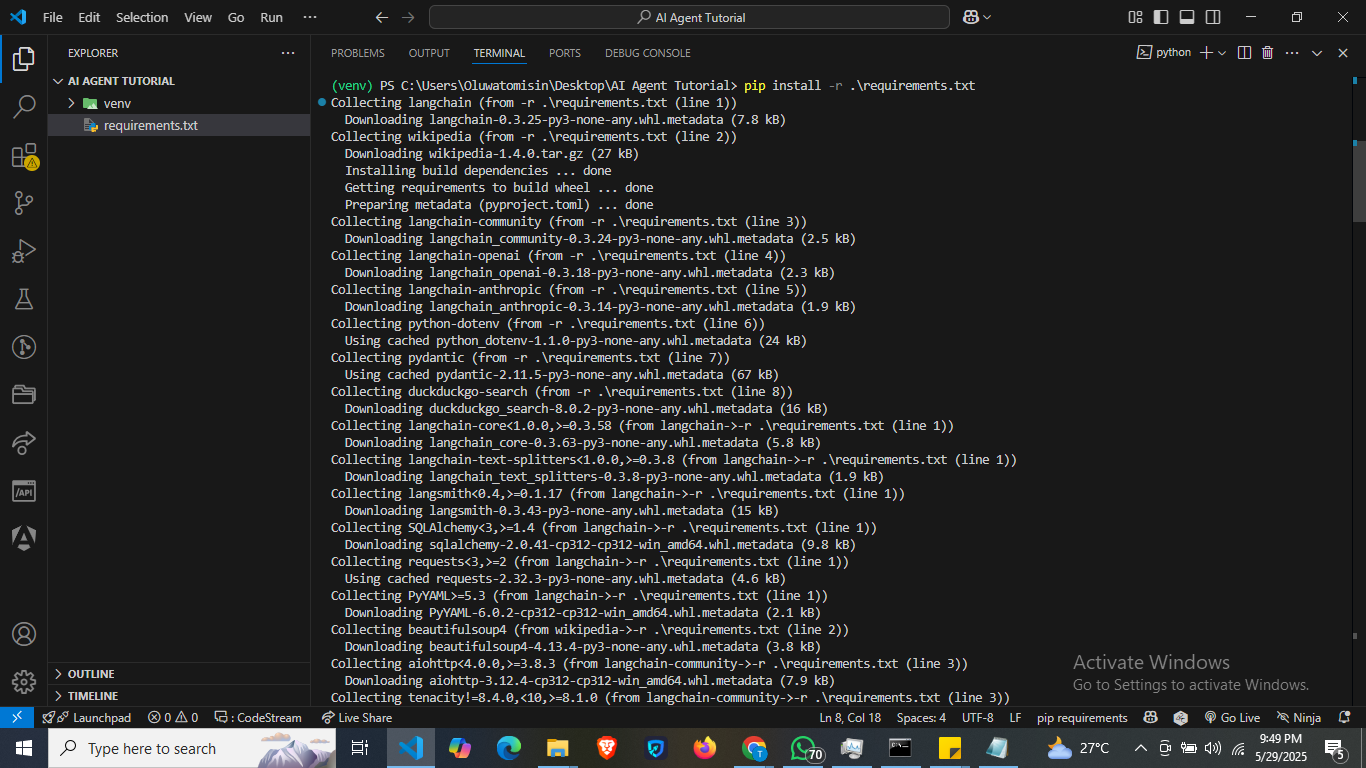 File Edit Selection View Go Run ··· AI Agent Tutorial
EXPLORER ···
AI AGENT TUTORIAL
venv
requirements.txt
OUTLINE
TIMELINE
PROBLEMS OUTPUT TERMINAL PORTS DEBUG CONSOLE python ···
(venv) PS C:\Users\Oluwatomisin\Desktop\AI Agent Tutorial> pip install -r .\requirements.txt
Collecting langchain (from -r .\requirements.txt (line 1))
Downloading langchain-0.3.25-py3-none-any.whl.metadata (7.8 kB)
Collecting wikipedia (from -r .\requirements.txt (line 2))
Downloading wikipedia-1.4.0.tar.gz (27 kB)
Installing build dependencies ... done
Getting requirements to build wheel ... done
Preparing metadata (pyproject.toml) ... done
Collecting langchain-community (from -r .\requirements.txt (line 3))
Downloading langchain_community-0.3.24-py3-none-any.whl.metadata (2.5 kB)
Collecting langchain-openai (from -r .\requirements.txt (line 4))
Downloading langchain_openai-0.3.18-py3-none-any.whl.metadata (2.3 kB)
Collecting langchain-anthropic (from -r .\requirements.txt (line 5))
Downloading langchain_anthropic-0.3.14-py3-none-any.whl.metadata (1.9 kB)
Collecting python-dotenv (from -r .\requirements.txt (line 6))
Using cached python_dotenv-1.1.0-py3-none-any.whl.metadata (24 kB)
Collecting pydantic (from -r .\requirements.txt (line 7))
Using cached pydantic-2.11.5-py3-none-any.whl.metadata (67 kB)
Collecting duckduckgo-search (from -r .\requirements.txt (line 8))
Downloading duckduckgo_search-8.0.2-py3-none-any.whl.metadata (16 kB)
Collecting langchain-core<1.0.0,>=0.3.58 (from langchain->-r .\requirements.txt (line 1))
Downloading langchain_core-0.3.63-py3-none-any.whl.metadata (5.8 kB)
Collecting langchain-text-splitters<1.0.0,>=0.3.8 (from langchain->-r .\requirements.txt (line 1))
Downloading langchain_text_splitters-0.3.8-py3-none-any.whl.metadata (1.9 kB)
Collecting langsmith<0.4,>=0.1.17 (from langchain->-r .\requirements.txt (line 1))
Downloading langsmith-0.3.43-py3-none-any.whl.metadata (15 kB)
Collecting SQLAlchemy<3,>=1.4 (from langchain->-r .\requirements.txt (line 1))
Downloading sqlalchemy-2.0.41-cp312-cp312-win_amd64.whl.metadata (9.8 kB)
Collecting requests<3,>=2 (from langchain->-r .\requirements.txt (line 1))
Using cached requests-2.32.3-py3-none-any.whl.metadata (4.6 kB)
Collecting PyYAML>=5.3 (from langchain->-r .\requirements.txt (line 1))
Downloading PyYAML-6.0.2-cp312-cp312-win_amd64.whl.metadata (2.1 kB)
Collecting beautifulsoup4 (from wikipedia->-r .\requirements.txt (line 2))
Downloading beautifulsoup4-4.13.4-py3-none-any.whl.metadata (3.8 kB)
Collecting aiohttp<4.0.0,>=3.8.3 (from langchain-community->-r .\requirements.txt (line 3))
Downloading aiohttp-3.12.4-cp312-cp312-win_amd64.whl.metadata (7.9 kB)
Collecting tenacity!=8.4.0,<10,>=8.1.0 (from langchain-community->-r .\requirements.txt (line 3))
Activate Windows
Go to Settings to activate Windows.
/API
Launchpad 0 0 : CodeStream Live Share Ln 8, Col 18 Spaces: 4 UTF-8 LF pip requirements Go Live Ninja
Type here to search 70 27°C 9:49 PM
5/29/2025 5